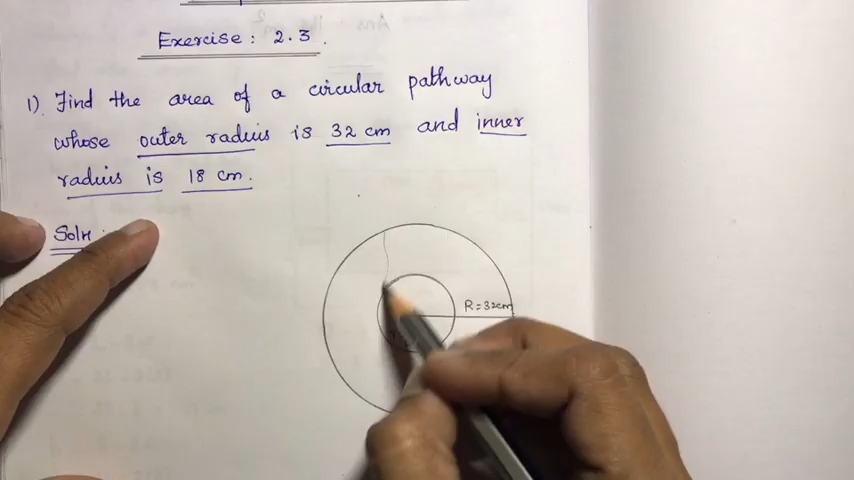 Exercise: 2.3.
1). Find the area of a circular pathway
whose outer radius is 32 cm and inner
radius is 18 cm.
Soln:
R=32cm